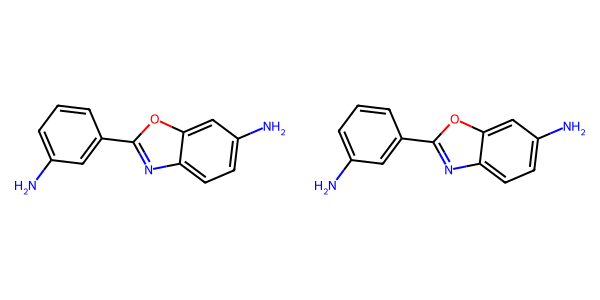 O NH₂ O NH₂
N N
H₂N H₂N